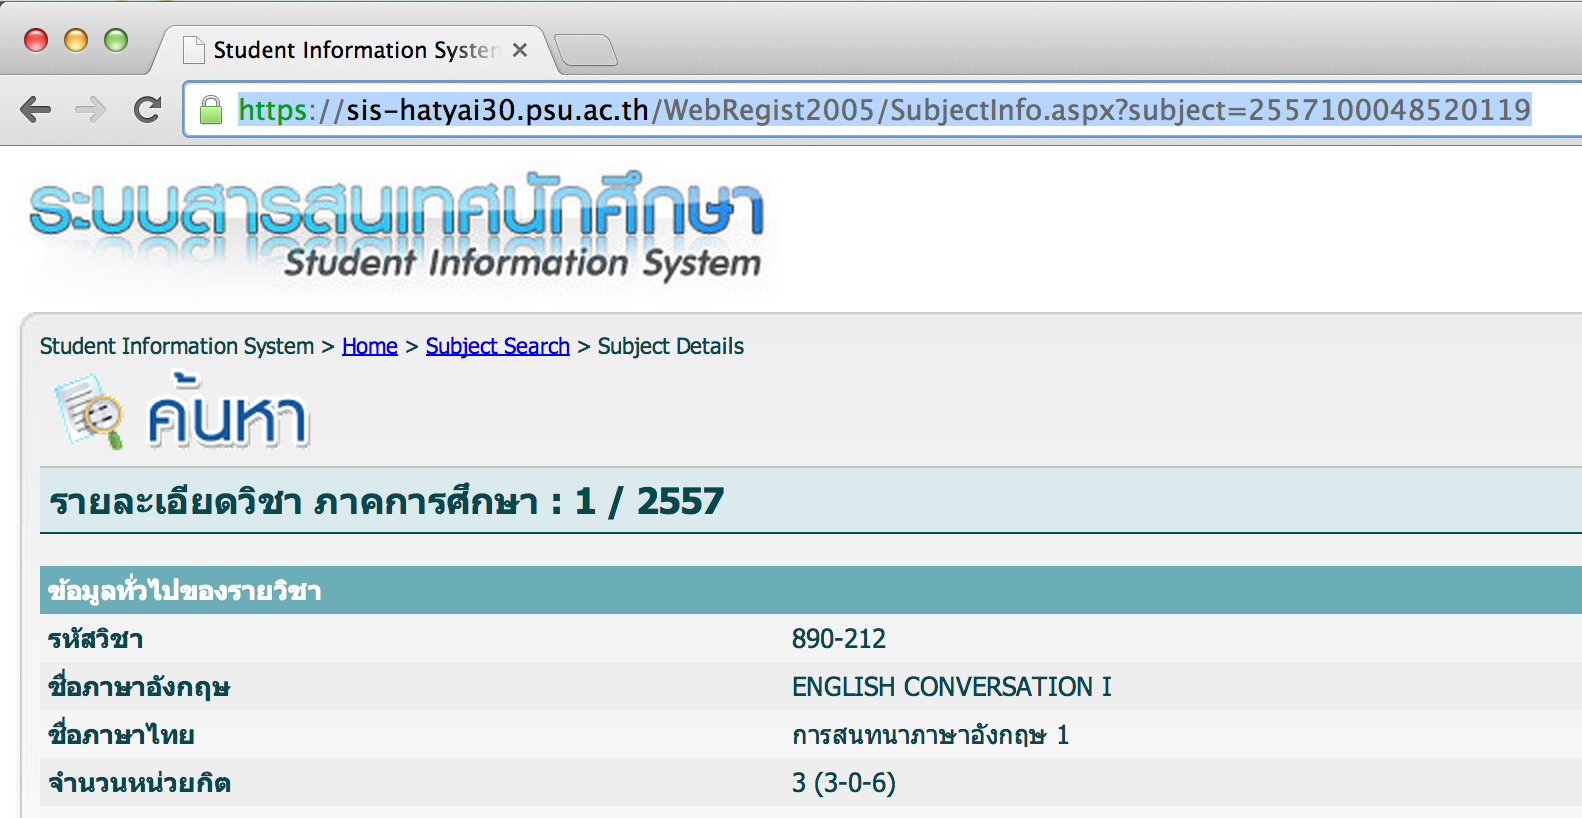 Student Information System
https://sis-hatyai30.psu.ac.th/WebRegist2005/SubjectInfo.aspx?subject=2557100048520119
ระบบสารสนเทศนักศึกษา
Student Information System
Student Information System > Home > Subject Search > Subject Details
ค้นหา
รายละเอียดวิชา ภาคการศึกษา : 1 / 2557
ข้อมูลทั่วไปของรายวิชา
รหัสวิชา 890-212
ชื่อภาษาอังกฤษ ENGLISH CONVERSATION I
ชื่อภาษาไทย การสนทนาภาษาอังกฤษ 1
จำนวนหน่วยกิต 3 (3-0-6)